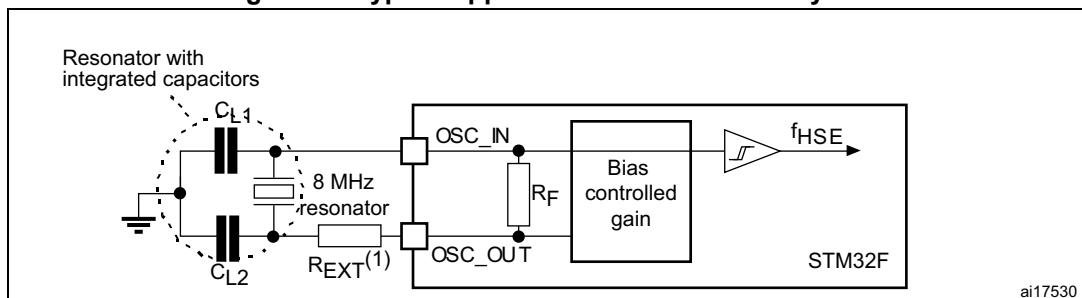 Resonator with
integrated capacitors
CL1
OSC_IN
fHSE
8 MHz
resonator
RF
Bias
controlled
gain
REXT(1)
OSC_OUT
STM32F
CL2
ai17530